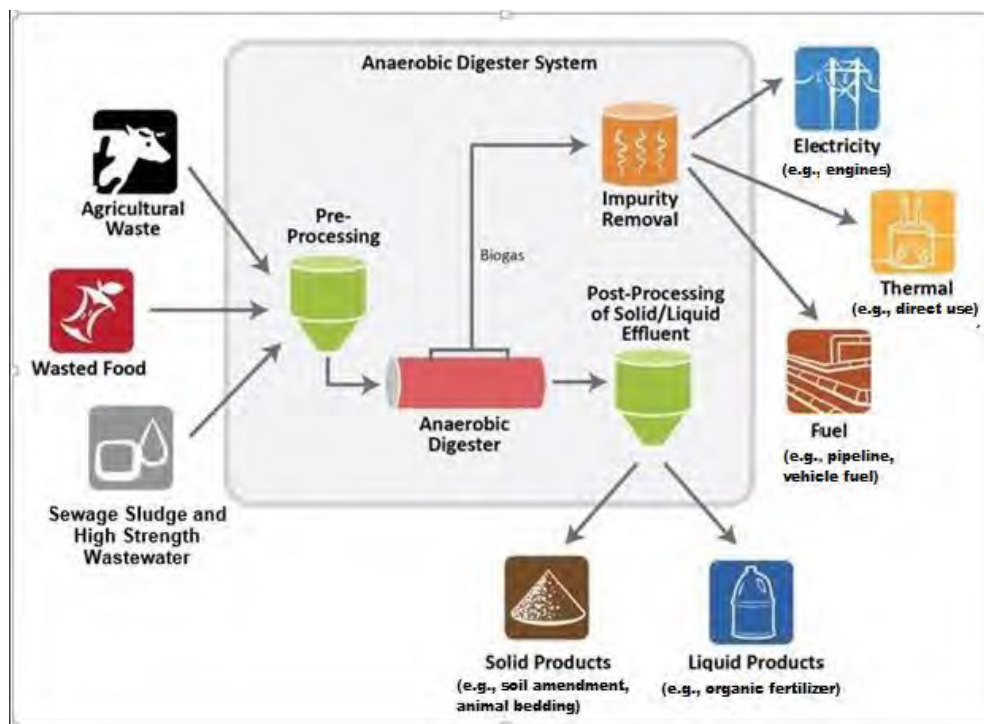 Anaerobic Digester System
Agricultural
Waste
Wasted Food
Sewage Sludge and
High Strength
Wastewater
Pre-
Processing
Biogas
Anaerobic
Digester
Impurity
Removal
Post-Processing
of Solid/Liquid
Effluent
Electricity
(e.g., engines)
Thermal
(e.g., direct use)
Fuel
(e.g., pipeline,
vehicle fuel)
Solid Products
(e.g., soil amendment,
animal bedding)
Liquid Products
(e.g., organic fertilizer)